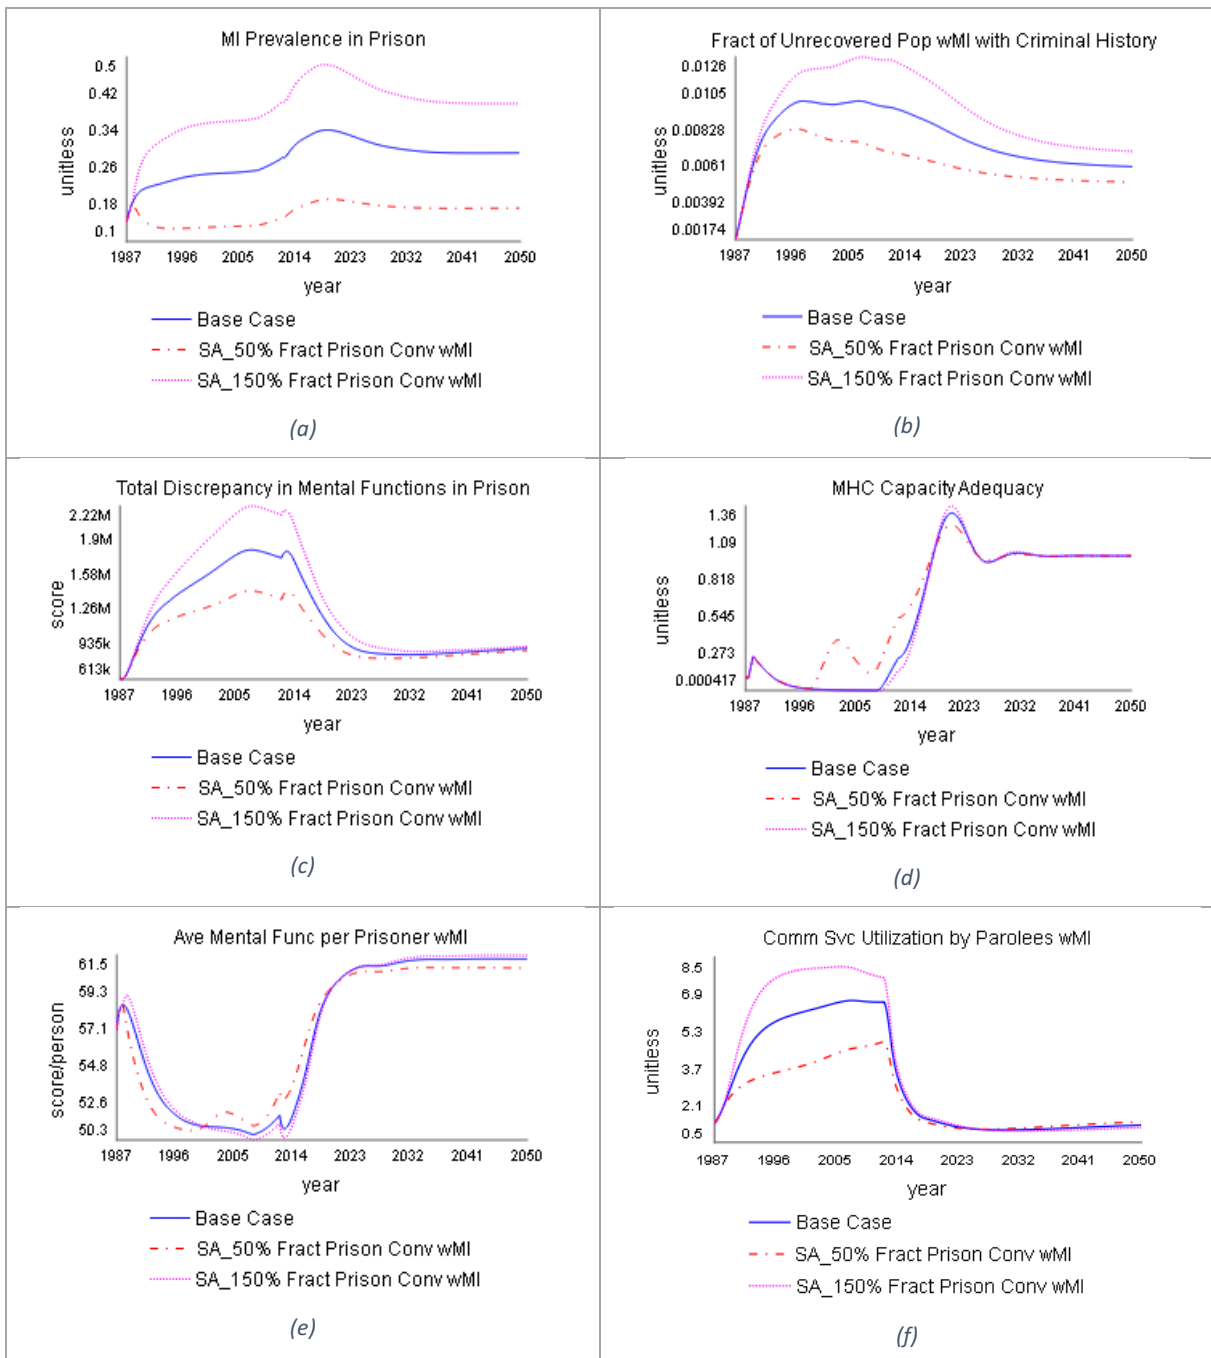 MI Prevalence in Prison
0.5
0.42
0.34
0.26
0.18
0.1
unitless
1987 1996 2005 2014 2023 2032 2041 2050
year
Base Case
SA_50% Fract Prison Conv wMI
SA_150% Fract Prison Conv wMI
(a)
Fract of Unrecovered Pop wMI with Criminal History
0.0126
0.0105
0.00828
0.0061
0.00392
0.00174
unitless
1987 1996 2005 2014 2023 2032 2041 2050
year
Base Case
SA_50% Fract Prison Conv wMI
SA_150% Fract Prison Conv wMI
(b)
Total Discrepancy in Mental Functions in Prison
2.22M
1.9M
1.58M
1.26M
935k
613k
score
1987 1996 2005 2014 2023 2032 2041 2050
year
Base Case
SA_50% Fract Prison Conv wMI
SA_150% Fract Prison Conv wMI
(c)
MHC Capacity Adequacy
1.36
1.09
0.818
0.545
0.273
0.000417
unitless
1987 1996 2005 2014 2023 2032 2041 2050
year
Base Case
SA_50% Fract Prison Conv wMI
SA_150% Fract Prison Conv wMI
(d)
Ave Mental Func per Prisoner wMI
61.5
59.3
57.1
54.8
52.6
50.3
score/person
1987 1996 2005 2014 2023 2032 2041 2050
year
Base Case
SA_50% Fract Prison Conv wMI
SA_150% Fract Prison Conv wMI
(e)
Comm Svc Utilization by Parolees wMI
8.5
6.9
5.3
3.7
2.1
0.5
unitless
1987 1996 2005 2014 2023 2032 2041 2050
year
Base Case
SA_50% Fract Prison Conv wMI
SA_150% Fract Prison Conv wMI
(f)